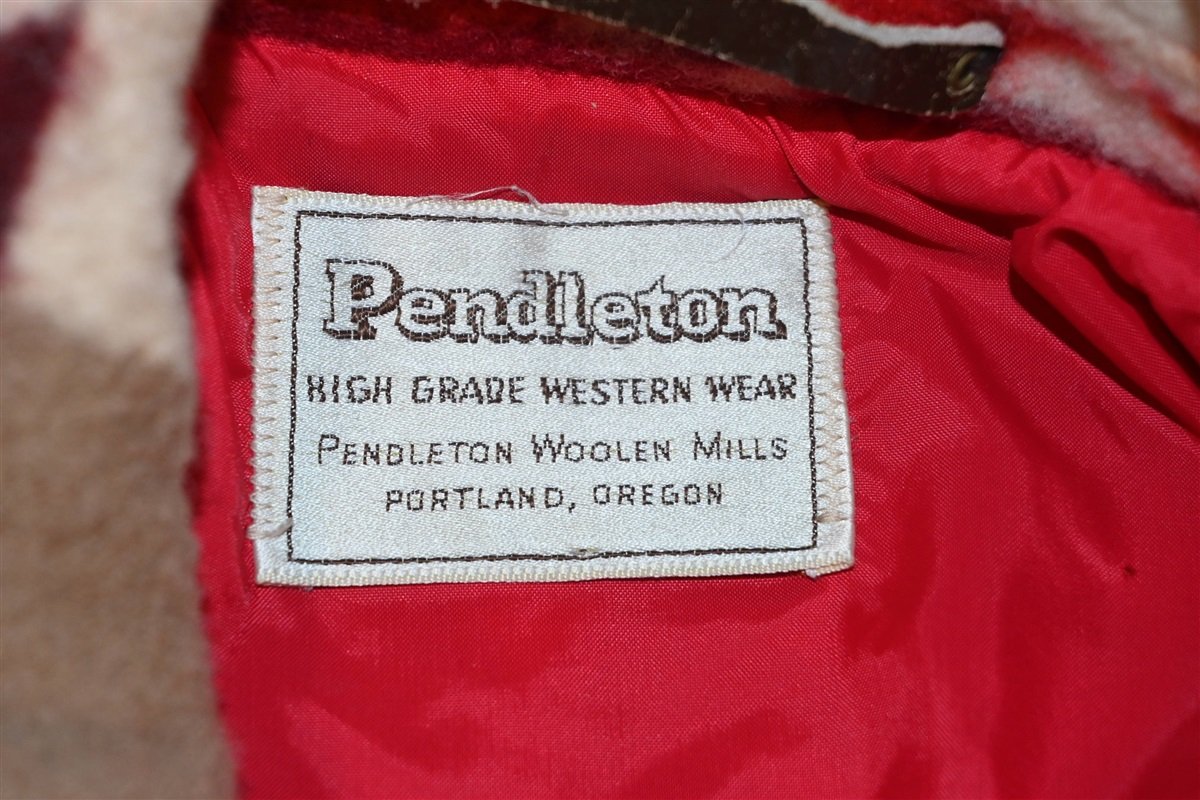 Pendleton
HIGH GRADE WESTERN WEAR
PENDLETON WOOLEN MILLS
PORTLAND, OREGON